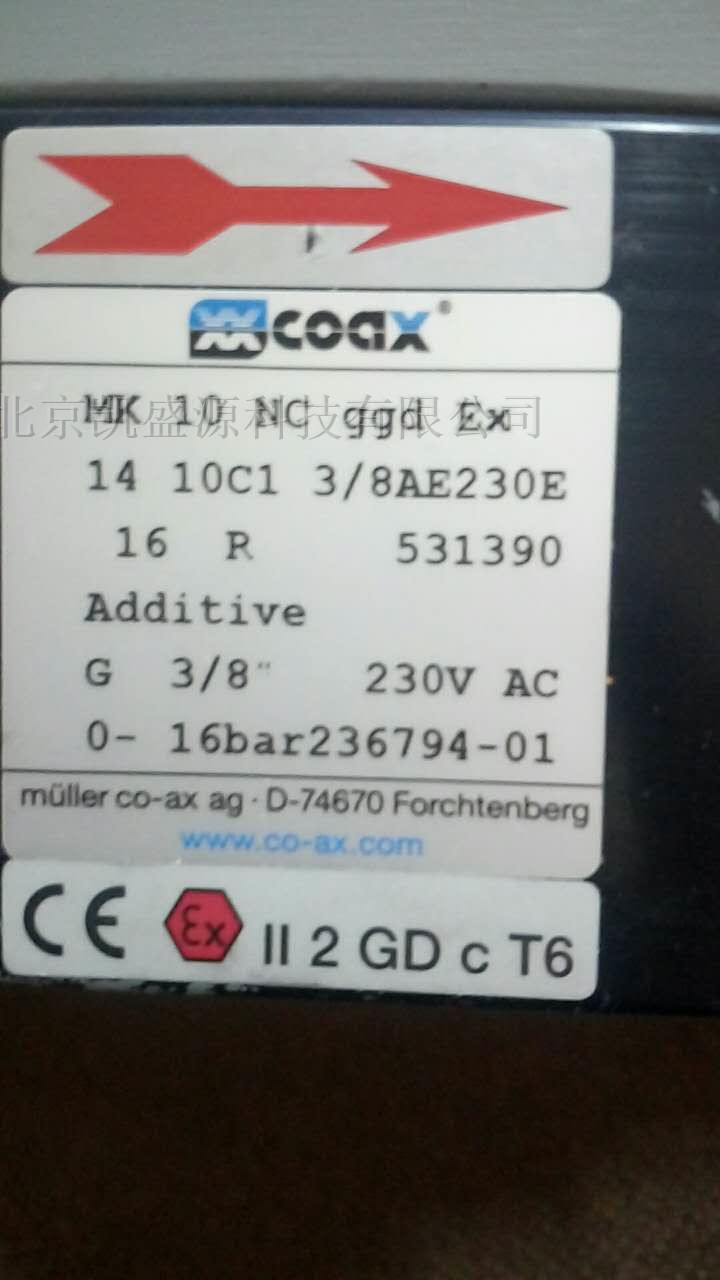 coax®
MK 10 NC ggd Ex
北京凯盛源科技有限公司
14 10C1 3/8AE230E
16 R 531390
Additive
G 3/8" 230V AC
0- 16bar236794-01
müller co-ax ag · D-74670 Forchtenberg
www.co-ax.com
CE Ex II 2 GD c T6